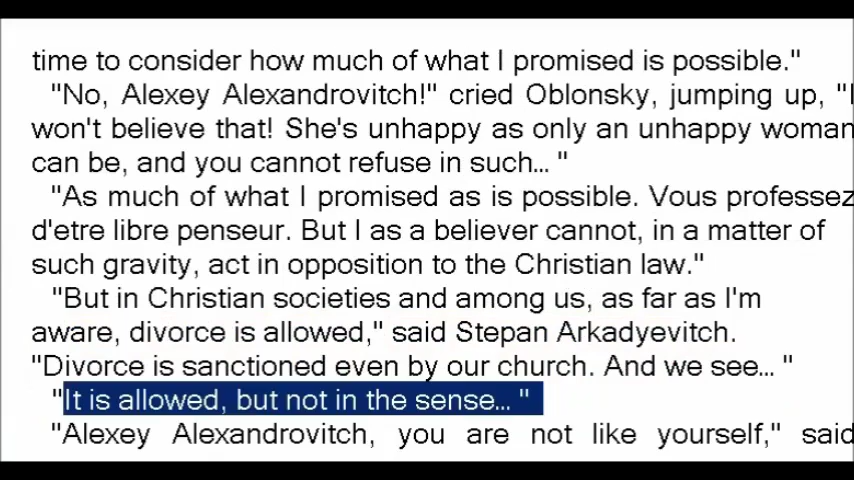 time to consider how much of what I promised is possible."
"No, Alexey Alexandrovitch!" cried Oblonsky, jumping up, "I
won't believe that! She's unhappy as only an unhappy woman
can be, and you cannot refuse in such… "
"As much of what I promised as is possible. Vous professez
d'etre libre penseur. But I as a believer cannot, in a matter of
such gravity, act in opposition to the Christian law."
"But in Christian societies and among us, as far as I'm
aware, divorce is allowed," said Stepan Arkadyevitch.
"Divorce is sanctioned even by our church. And we see… "
"It is allowed, but not in the sense… "
"Alexey Alexandrovitch, you are not like yourself," said